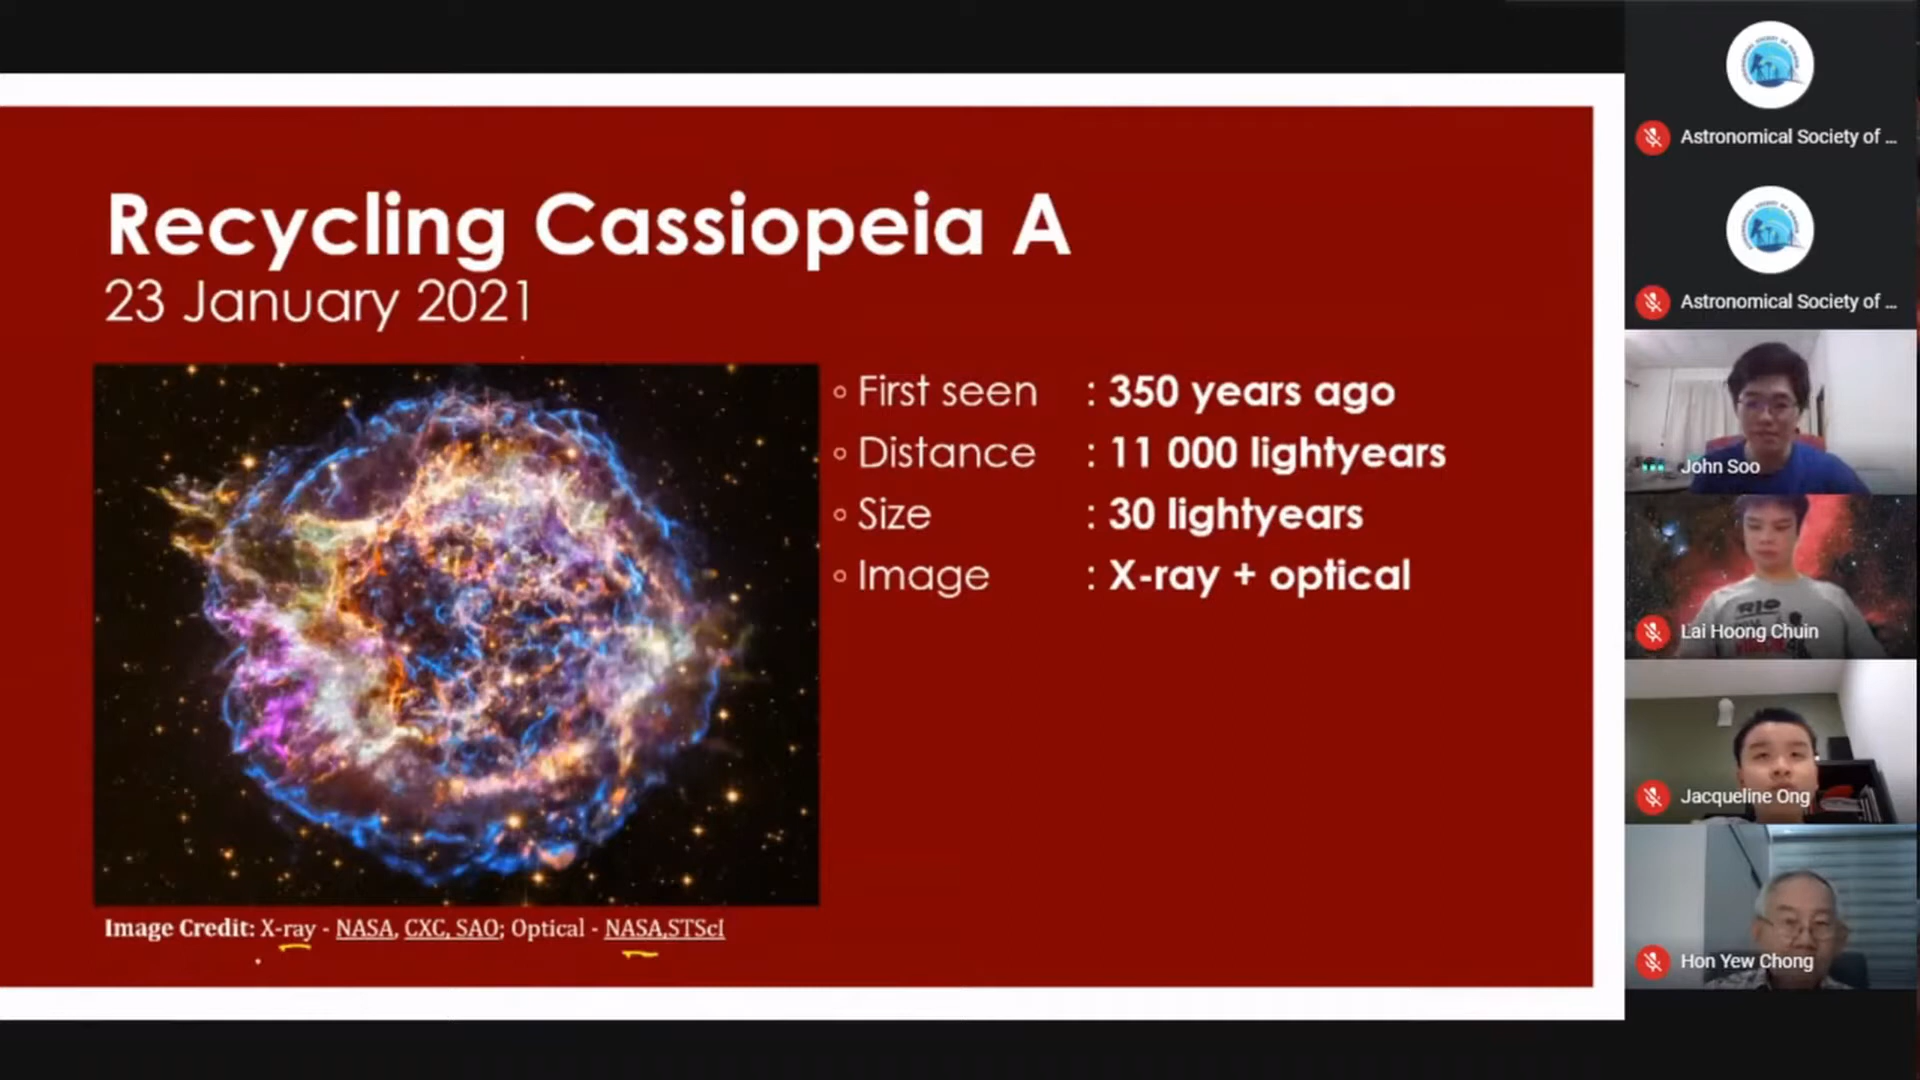 Recycling Cassiopeia A
23 January 2021
First seen : 350 years ago
Distance : 11 000 lightyears
Size : 30 lightyears
Image : X-ray + optical
Image Credit: X-ray - NASA, CXC, SAO; Optical - NASA,STScI
Astronomical Society of ...
Astronomical Society of ...
John Soo
Lai Hoong Chuin
Jacqueline Ong
Hon Yew Chong